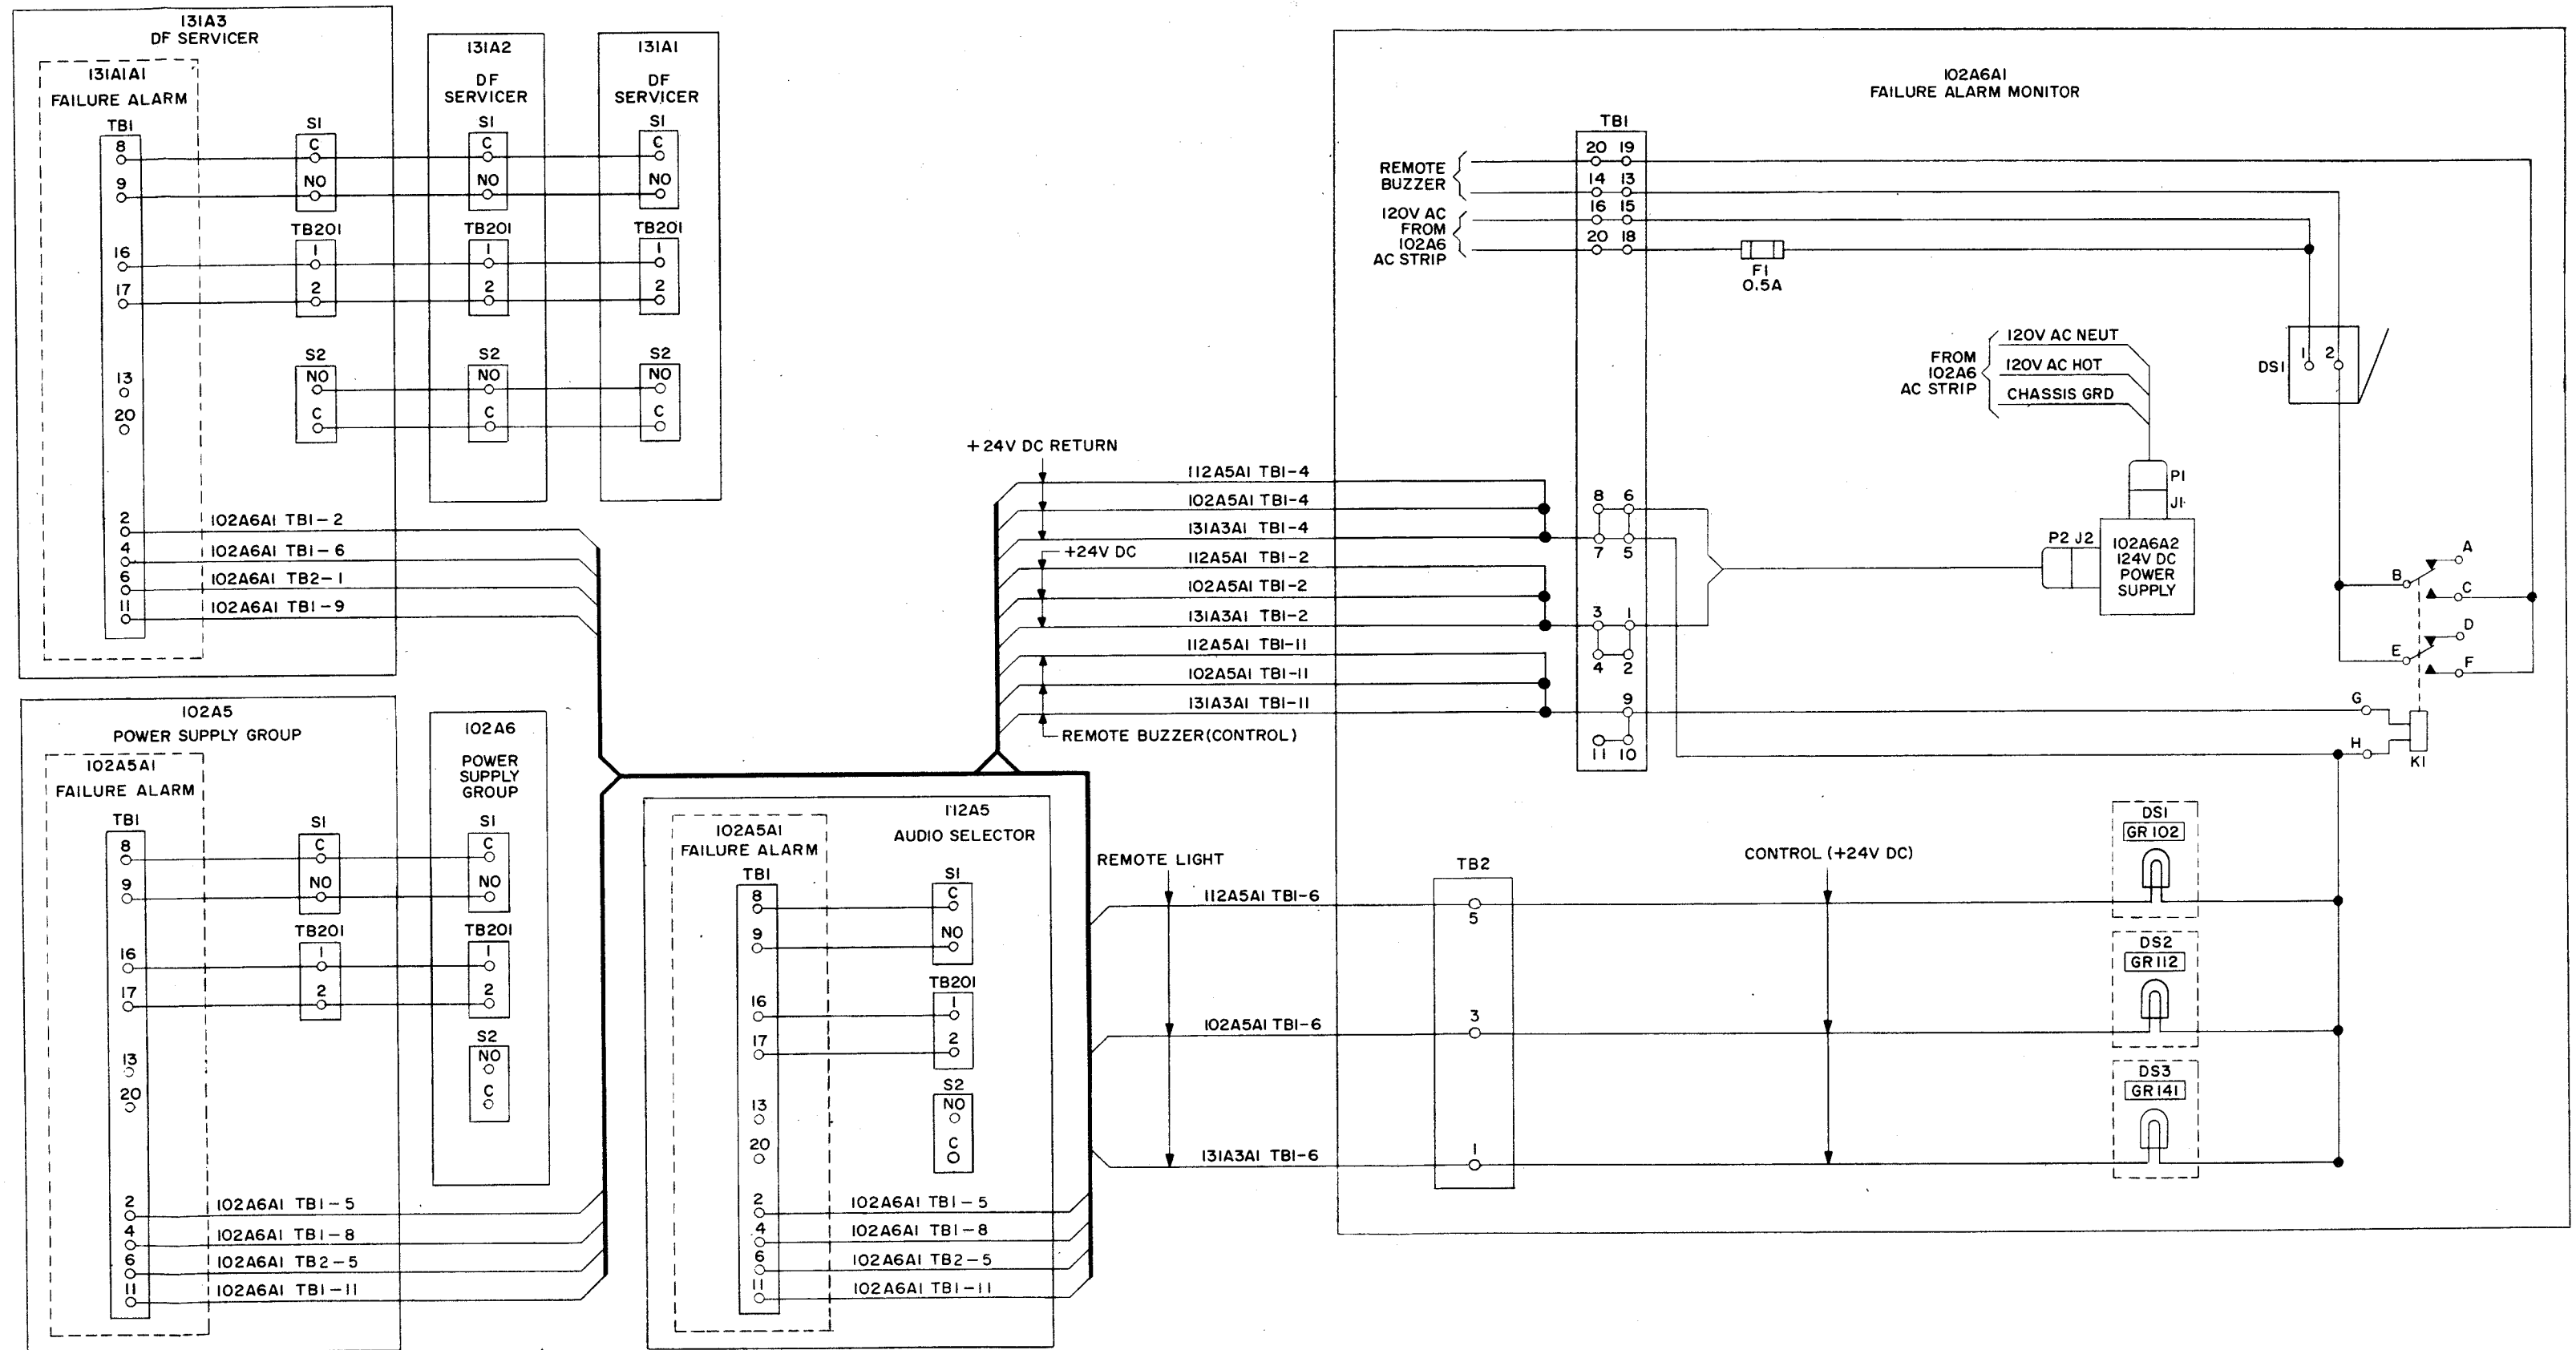 131A3
DF SERVICER
131A1A1
FAILURE ALARM
TB1
8
9
16
17
13
20
2
4
6
11
S1
C
NO
TB201
1
2
S2
NO
C
102A6A1 TB1-2
102A6A1 TB1-6
102A6A1 TB2-1
102A6A1 TB1-9
131A2
DF
SERVICER
S1
C
NO
TB201
1
2
S2
NO
C
131A1
DF
SERVICER
S1
C
NO
TB201
1
2
S2
NO
C
102A5
POWER SUPPLY GROUP
102A5A1
FAILURE ALARM
TB1
8
9
16
17
13
20
2
4
6
11
S1
C
NO
TB201
1
2
102A6A1 TB1-5
102A6A1 TB1-8
102A6A1 TB2-5
102A6A1 TB1-11
102A6
POWER
SUPPLY
GROUP
S1
C
NO
TB201
1
2
S2
NO
C
112A5
AUDIO SELECTOR
102A5A1
FAILURE ALARM
TB1
8
9
16
17
13
20
2
4
6
11
S1
C
NO
TB201
1
2
S2
NO
C
102A6A1 TB1-5
102A6A1 TB1-8
102A6A1 TB2-5
102A6A1 TB1-11
+24V DC RETURN
112A5A1 TB1-4
102A5A1 TB1-4
131A3A1 TB1-4
+24V DC
112A5A1 TB1-2
102A5A1 TB1-2
131A3A1 TB1-2
112A5A1 TB1-11
102A5A1 TB1-11
131A3A1 TB1-11
REMOTE BUZZER(CONTROL)
REMOTE LIGHT
112A5A1 TB1-6
102A5A1 TB1-6
131A3A1 TB1-6
102A6A1
FAILURE ALARM MONITOR
TB1
REMOTE
BUZZER
120V AC
FROM
102A6
AC STRIP
20 19
14 13
16 15
20 18
F1
0.5A
8 6
7 5
3 1
4 2
9
11 10
FROM
102A6
AC STRIP
120V AC NEUT
120V AC HOT
CHASSIS GRD
DS1
1 2
P1
J1
P2 J2
102A6A2
124V DC
POWER
SUPPLY
A
B
C
D
E
F
G
H
K1
TB2
5
3
1
CONTROL (+24V DC)
DS1
GR102
DS2
GR112
DS3
GR141